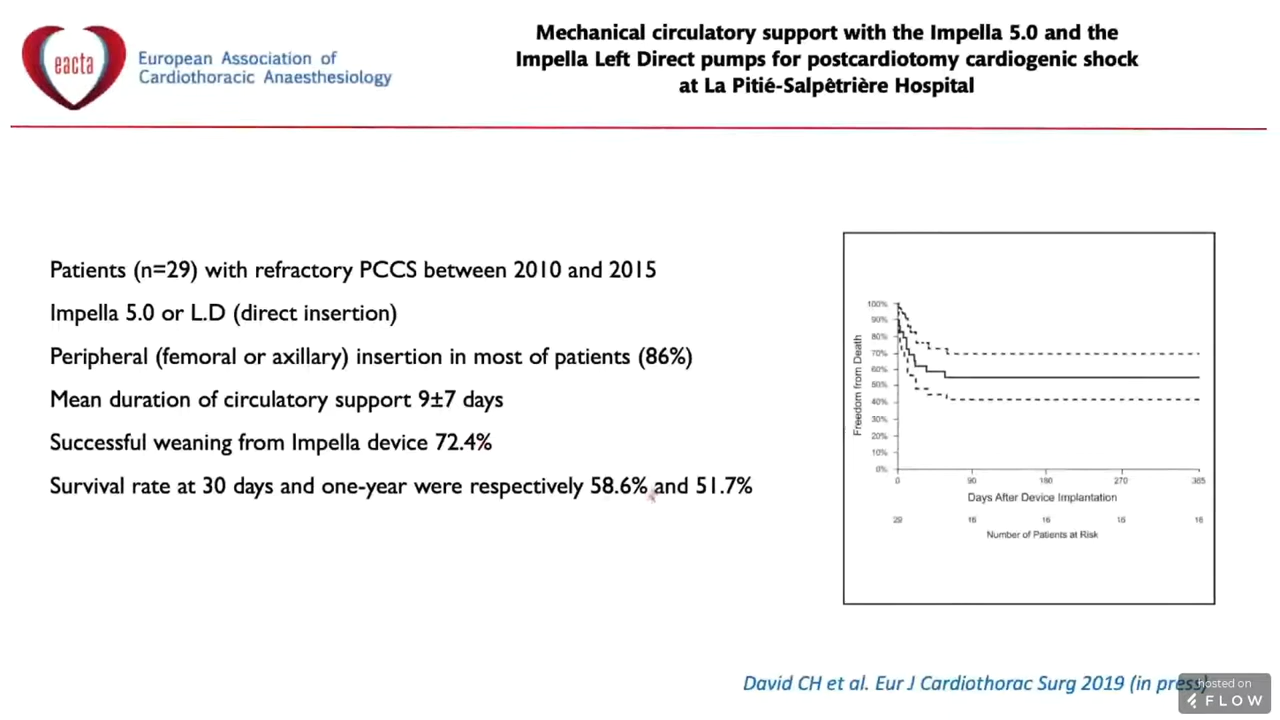 eacta
European Association of
Cardiothoracic Anaesthesiology
Mechanical circulatory support with the Impella 5.0 and the
Impella Left Direct pumps for postcardiotomy cardiogenic shock
at La Pitié-Salpêtrière Hospital
Patients (n=29) with refractory PCCS between 2010 and 2015
Impella 5.0 or L.D (direct insertion)
Peripheral (femoral or axillary) insertion in most of patients (86%)
Mean duration of circulatory support 9±7 days
Successful weaning from Impella device 72.4%
Survival rate at 30 days and one-year were respectively 58.6% and 51.7%
Freedom from Death
100%
90%
80%
70%
60%
50%
40%
30%
20%
10%
0%
0 90 180 270 365
Days After Device Implantation
29 16 16 16 16
Number of Patients at Risk
David CH et al. Eur J Cardiothorac Surg 2019 (in press)
hosted on
FLOW